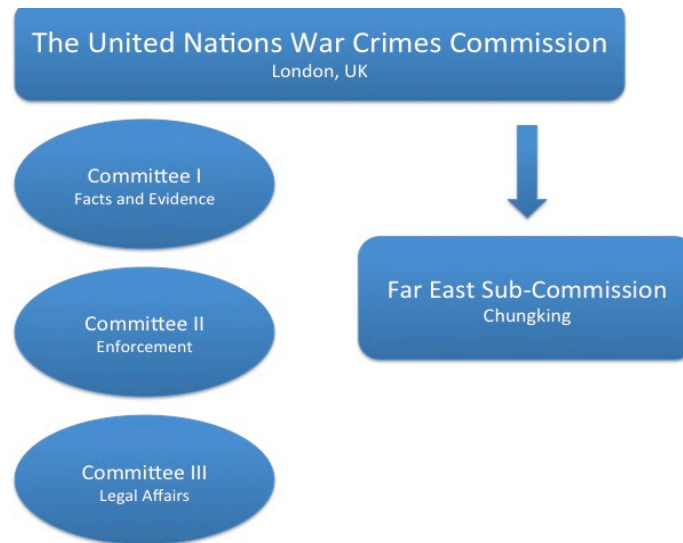 The United Nations War Crimes Commission
London, UK
Committee I
Facts and Evidence
Committee II
Enforcement
Committee III
Legal Affairs
Far East Sub-Commission
Chungking